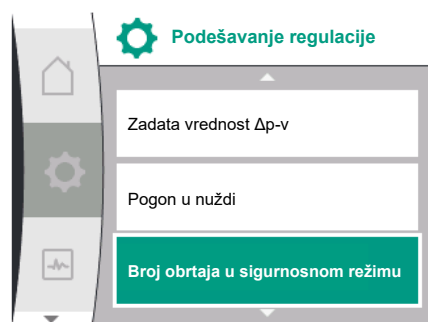 Podešavanje regulacije
Zadata vrednost Δp-v
Pogon u nuždi
Broj obrtaja u sigurnosnom režimu